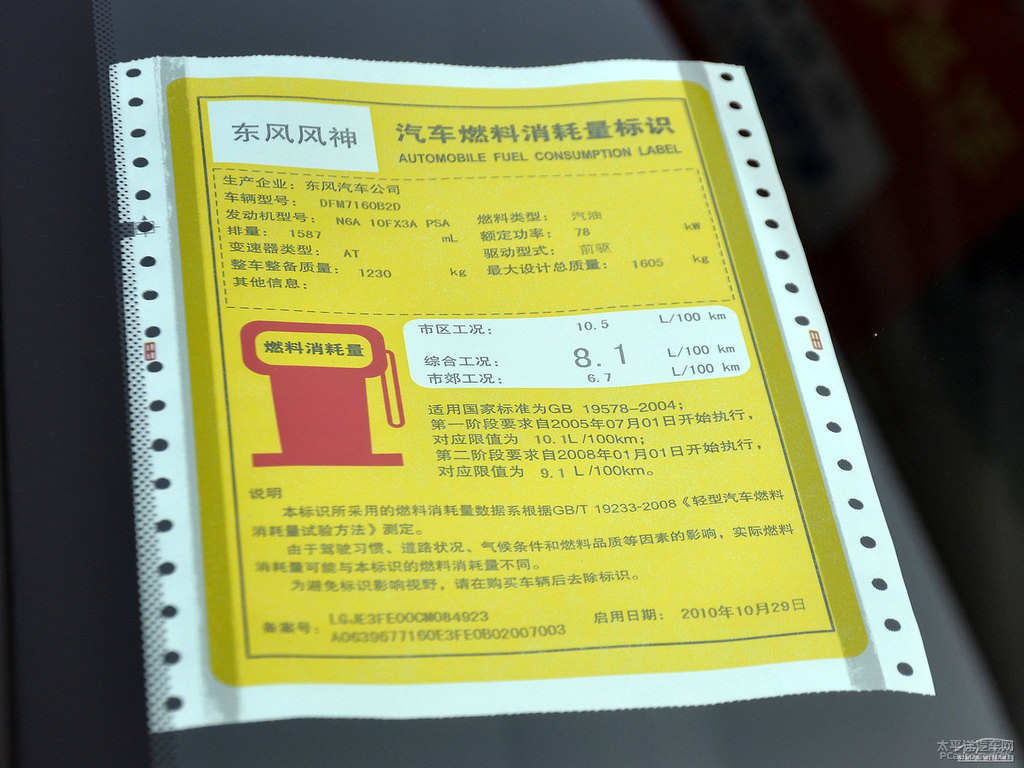 东风风神
汽车燃料消耗量标识
AUTOMOBILE FUEL CONSUMPTION LABEL
生产企业: 东风汽车公司
车辆型号: DFM7160B2D
发动机型号: N6A 10FX3A PSA 燃料类型: 汽油
排量: 1587 mL 额定功率: 78 kW
变速器类型: AT 驱动型式: 前驱
整车整备质量: 1230 kg 最大设计总质量: 1605 kg
其他信息:
燃料消耗量
市区工况: 10.5 L/100 km
综合工况: 8.1 L/100 km
市郊工况: 6.7 L/100 km
适用国家标准为GB 19578-2004;
第一阶段要求自2005年07月01日开始执行,
对应限值为 10.1L/100km;
第二阶段要求自2008年01月01日开始执行,
对应限值为 9.1 L/100km。
说明
本标识所采用的燃料消耗量数据系根据GB/T 19233-2008《轻型汽车燃料
消耗量试验方法》测定。
由于驾驶习惯、道路状况、气候条件和燃料品质等因素的影响,实际燃料
消耗量可能与本标识的燃料消耗量不同。
为避免标识影响视野,请在购买车辆后去除标识。
备案号: LGJE3FE00CM084923
A0639677160E3FE0B02007003
启用日期: 2010年10月29日
太平洋汽车网
PCauto.com.cn